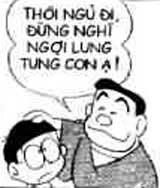 THÔI NGỦ ĐI,
ĐỪNG NGHĨ
NGỢI LUNG
TUNG CON Ạ!